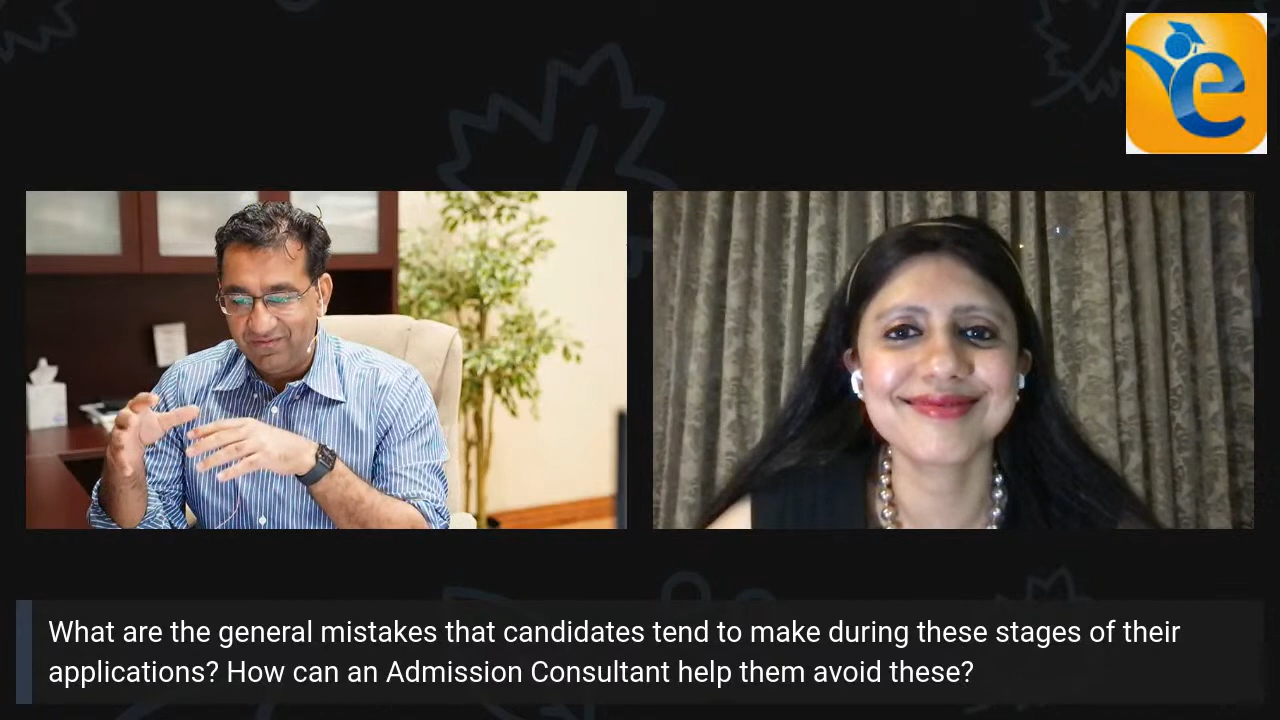 e
What are the general mistakes that candidates tend to make during these stages of their
applications? How can an Admission Consultant help them avoid these?